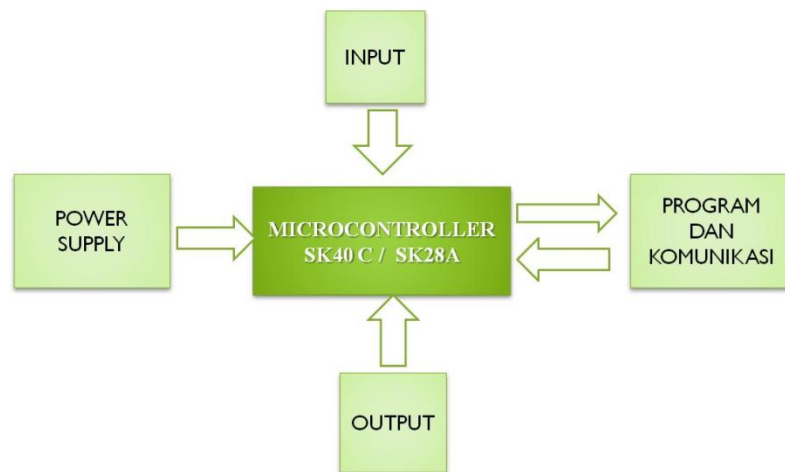 INPUT
POWER
SUPPLY
MICROCONTROLLER
SK40 C / SK28A
PROGRAM
DAN
KOMUNIKASI
OUTPUT